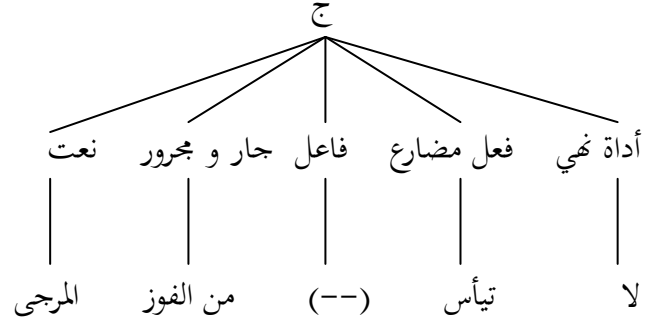 ج
أداة نهي فعل مضارع فاعل جار و مجرور نعت
لا تيأس (--) من الفوز المرجى